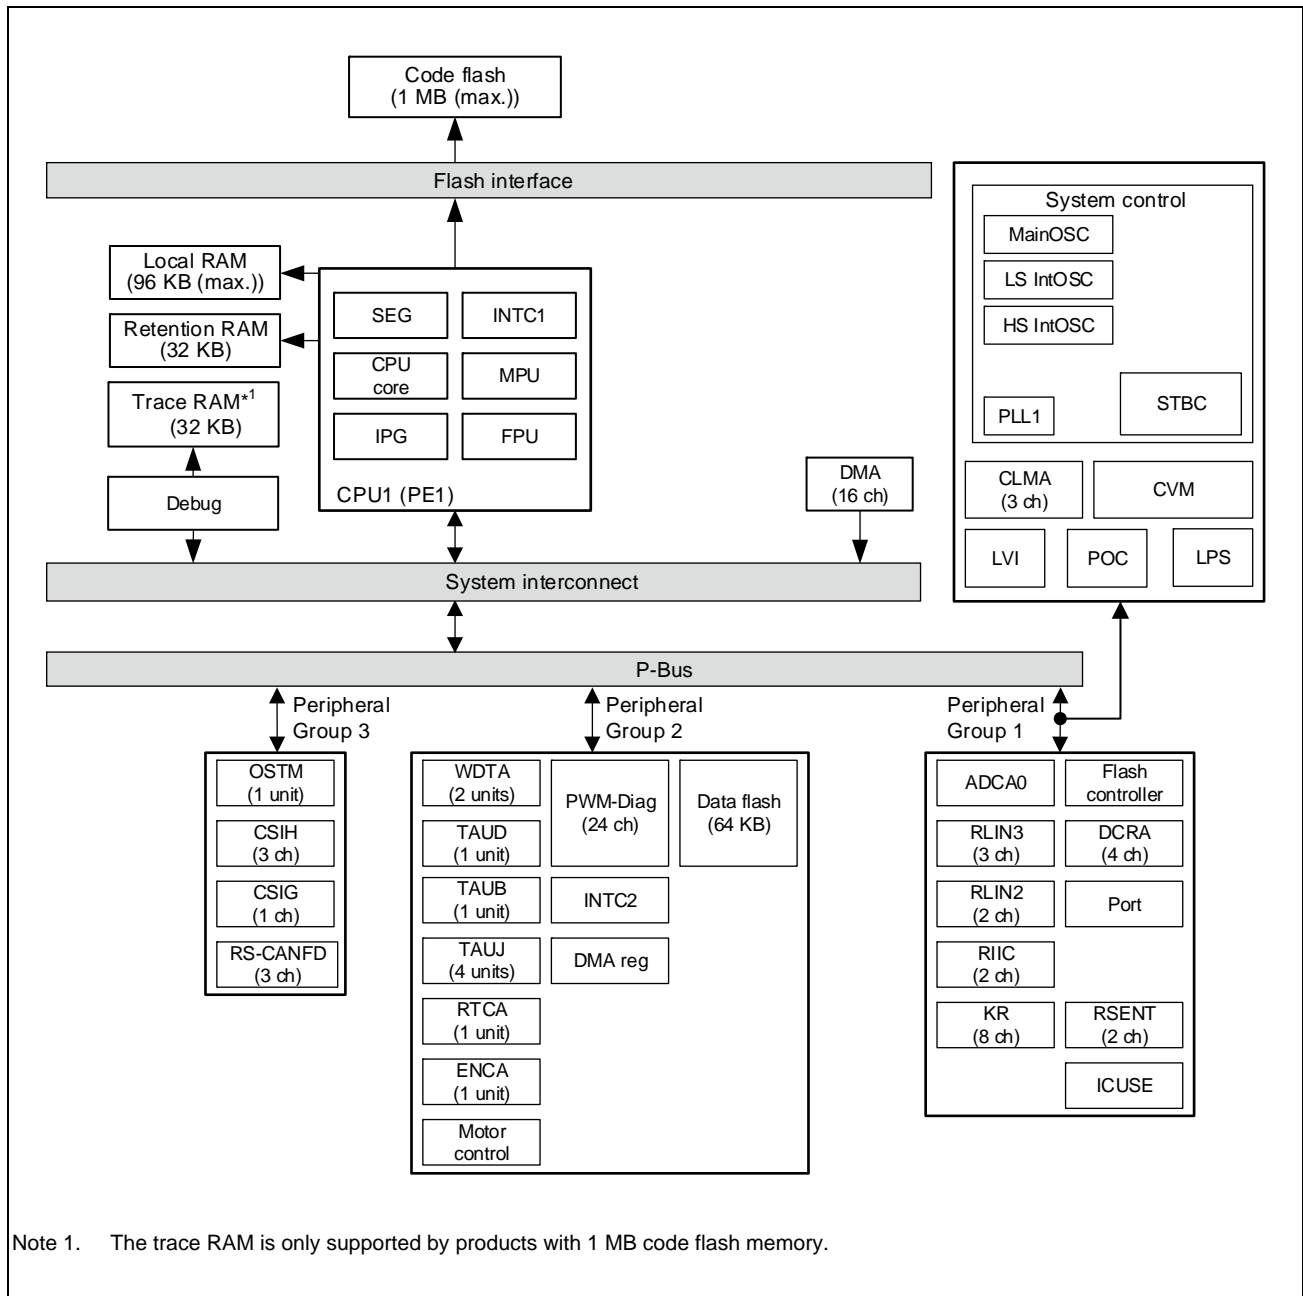 Code flash
(1 MB (max.))
Flash interface
Local RAM
(96 KB (max.))
Retention RAM
(32 KB)
Trace RAM*1
(32 KB)
Debug
SEG
INTC1
CPU
core
MPU
IPG
FPU
CPU1 (PE1)
DMA
(16 ch)
System control
MainOSC
LS IntOSC
HS IntOSC
PLL1
STBC
CLMA
(3 ch)
CVM
LVI
POC
LPS
System interconnect
P-Bus
Peripheral
Group 3
Peripheral
Group 2
Peripheral
Group 1
OSTM
(1 unit)
CSIH
(3 ch)
CSIG
(1 ch)
RS-CANFD
(3 ch)
WDTA
(2 units)
TAUD
(1 unit)
TAUB
(1 unit)
TAUJ
(4 units)
RTCA
(1 unit)
ENCA
(1 unit)
Motor
control
PWM-Diag
(24 ch)
INTC2
DMA reg
Data flash
(64 KB)
ADCA0
RLIN3
(3 ch)
RLIN2
(2 ch)
RIIC
(2 ch)
KR
(8 ch)
Flash
controller
DCRA
(4 ch)
Port
RSENT
(2 ch)
ICUSE
Note 1. The trace RAM is only supported by products with 1 MB code flash memory.